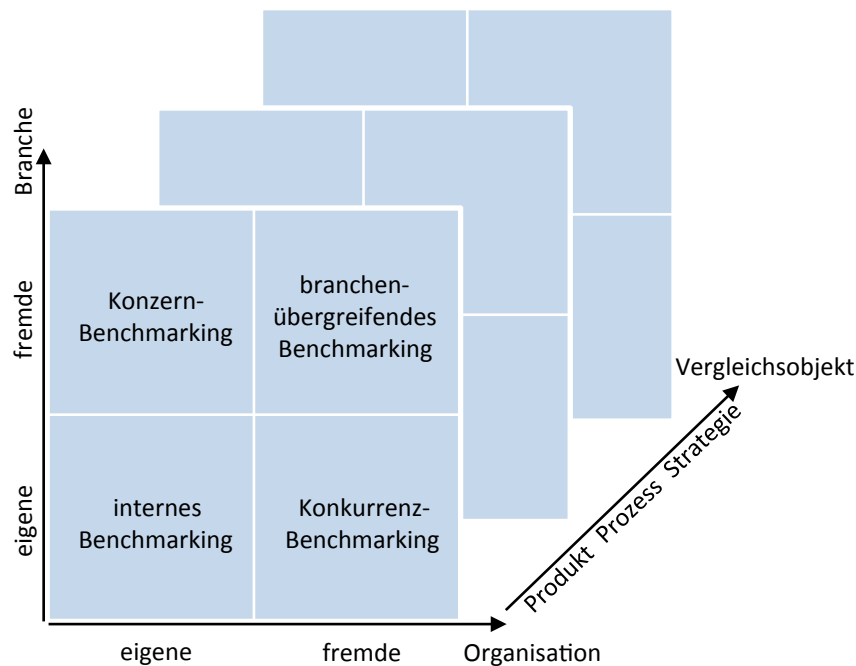 Branche
fremde
eigene
Konzern-
Benchmarking
branchen-
übergreifendes
Benchmarking
internes
Benchmarking
Konkurrenz-
Benchmarking
Vergleichsobjekt
Produkt Prozess Strategie
eigene
fremde
Organisation